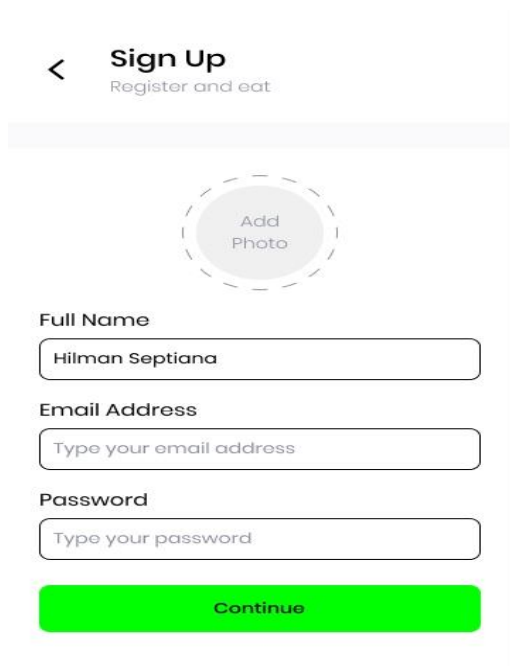 Sign Up
Register and eat
Add
Photo
Full Name
Hilman Septiana
Email Address
Type your email address
Password
Type your password
Continue